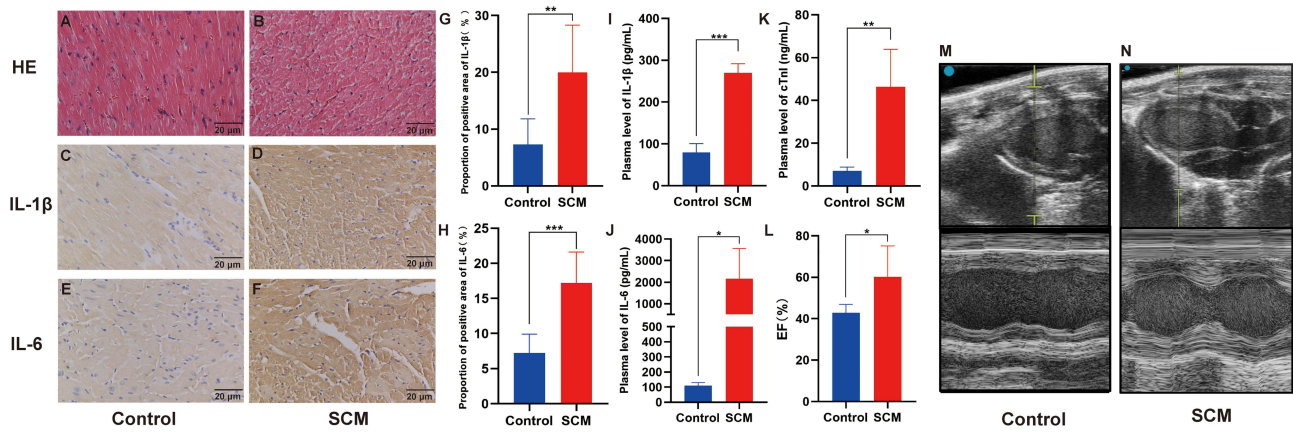 HE
IL-1β
IL-6
A
20 μm
B
20 μm
C
20 μm
D
20 μm
E
20 μm
F
20 μm
Control
SCM
G
Proportion of positive area of IL-1β( %)
40
30
20
10
0
**
Control SCM
H
Proportion of positive area of IL-6(%)
25
20
15
10
5
0
***
Control SCM
I
Plasma level of IL-1β
(pg/mL)
400
300
200
100
0
***
Control SCM
J
Plasma level of IL-6 (pg/mL)
4000
3000
2000
1000
500
400
300
200
100
0
*
Control SCM
K
Plasma level of cTnI (ng/mL)
80
60
40
20
0
**
Control SCM
L
EF(%)
80
60
40
20
0
*
Control SCM
M
Control
N
SCM